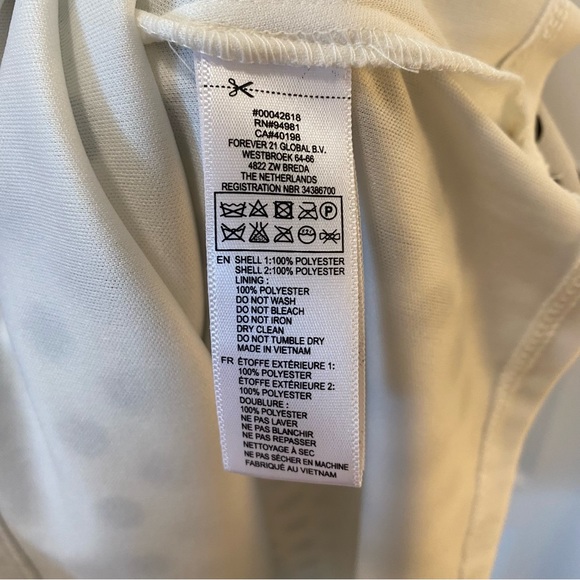 #00042618
RN#94981
CA#40198
FOREVER 21 GLOBAL B.V.
WESTBROEK 64-66
4822 ZW BREDA
THE NETHERLANDS
REGISTRATION NBR 34386700
P
EN SHELL 1:100% POLYESTER
SHELL 2:100% POLYESTER
LINING :
100% POLYESTER
DO NOT WASH
DO NOT BLEACH
DO NOT IRON
DRY CLEAN
DO NOT TUMBLE DRY
MADE IN VIETNAM
FR ÉTOFFE EXTÉRIEURE 1:
100% POLYESTER
ÉTOFFE EXTÉRIEURE 2:
100% POLYESTER
DOUBLURE :
100% POLYESTER
NE PAS LAVER
NE PAS BLANCHIR
NE PAS REPASSER
NETTOYAGE À SEC
NE PAS SÉCHER EN MACHINE
FABRIQUÉ AU VIETNAM